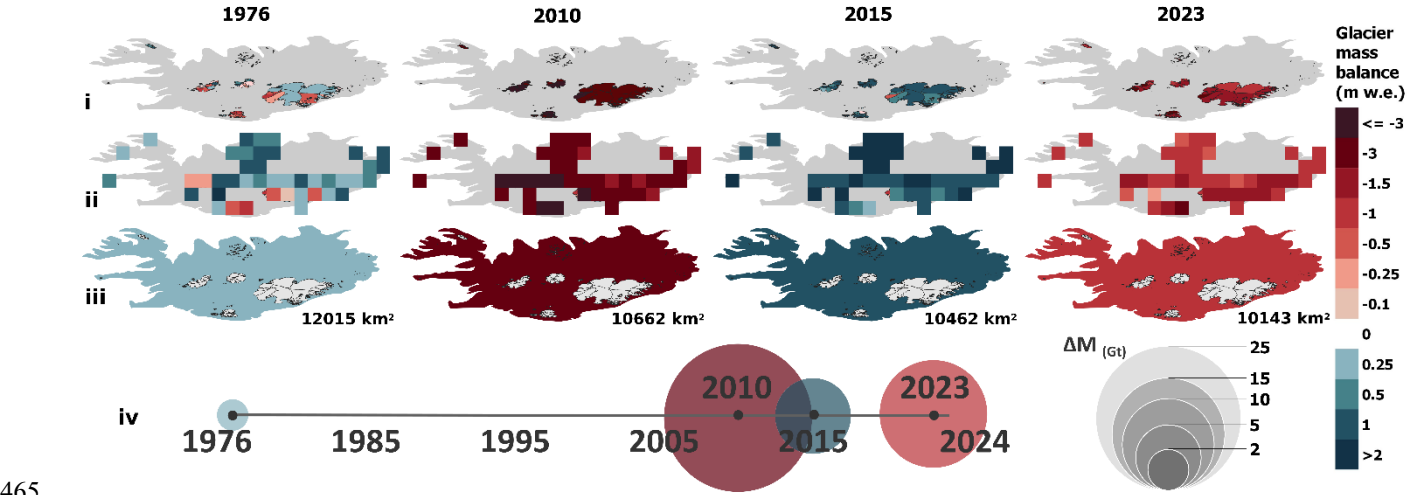 1976
2010
2015
2023
Glacier
mass
balance
(m w.e.)
<= -3
-3
-1.5
-1
-0.5
-0.25
-0.1
0
0.25
0.5
1
>2
i
ii
iii
12015 km²
10662 km²
10462 km²
10143 km²
ΔM (Gt)
25
15
10
5
2
iv
2010
2023
1976
1985
1995
2005
2015
2024
465